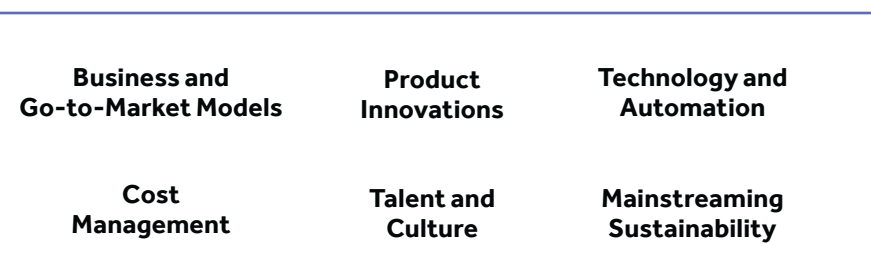 Business and
Go-to-Market Models
Product
Innovations
Technology and
Automation
Cost
Management
Talent and
Culture
Mainstreaming
Sustainability